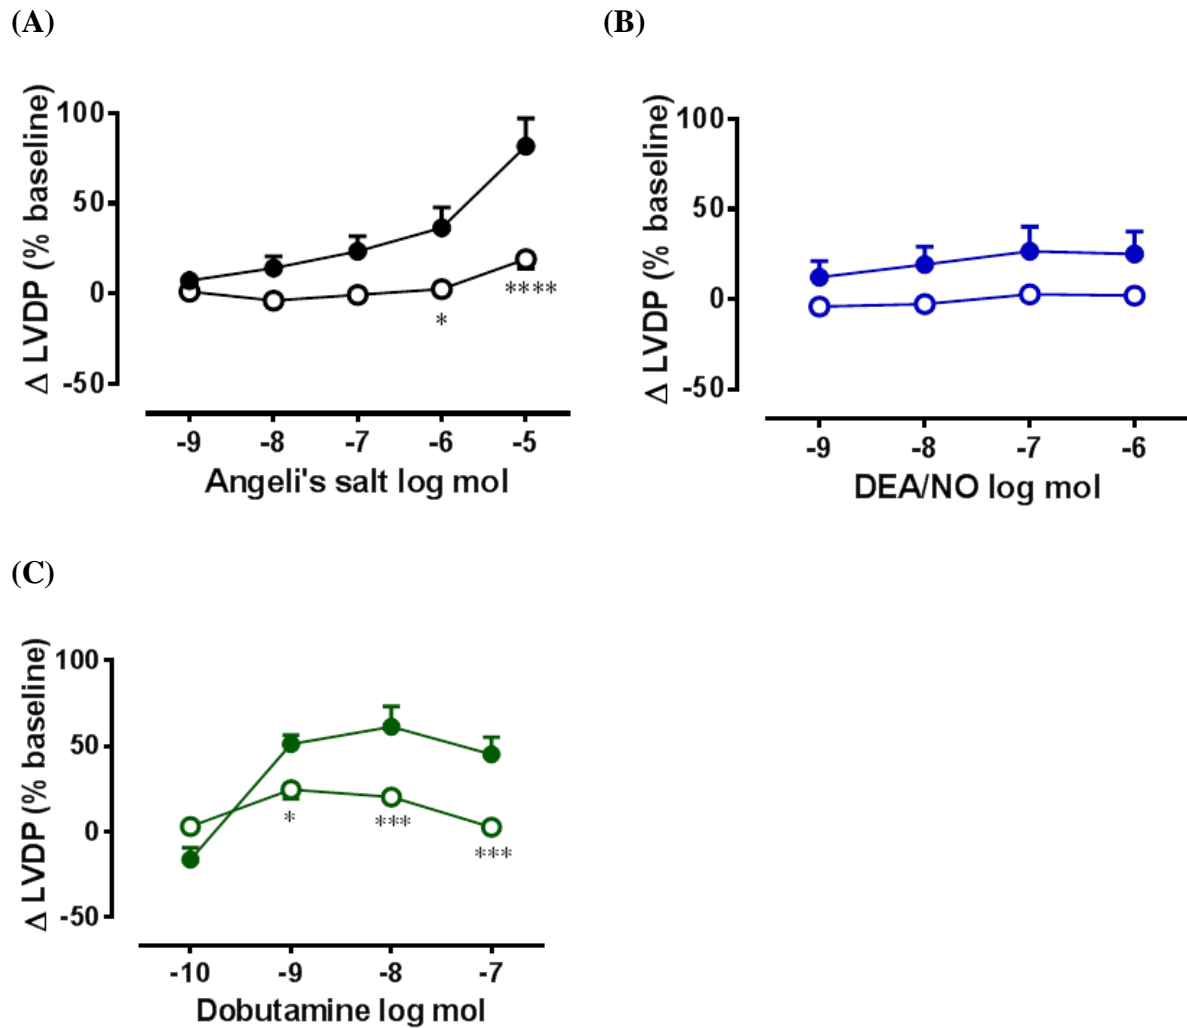 (A)
Δ LVDP (% baseline)
100
50
0
-50
****
*
-9 -8 -7 -6 -5
Angeli's salt log mol
(B)
Δ LVDP (% baseline)
100
50
0
-50
-9 -8 -7 -6
DEA/NO log mol
(C)
Δ LVDP (% baseline)
100
50
0
-50
* *** ***
-10 -9 -8 -7
Dobutamine log mol